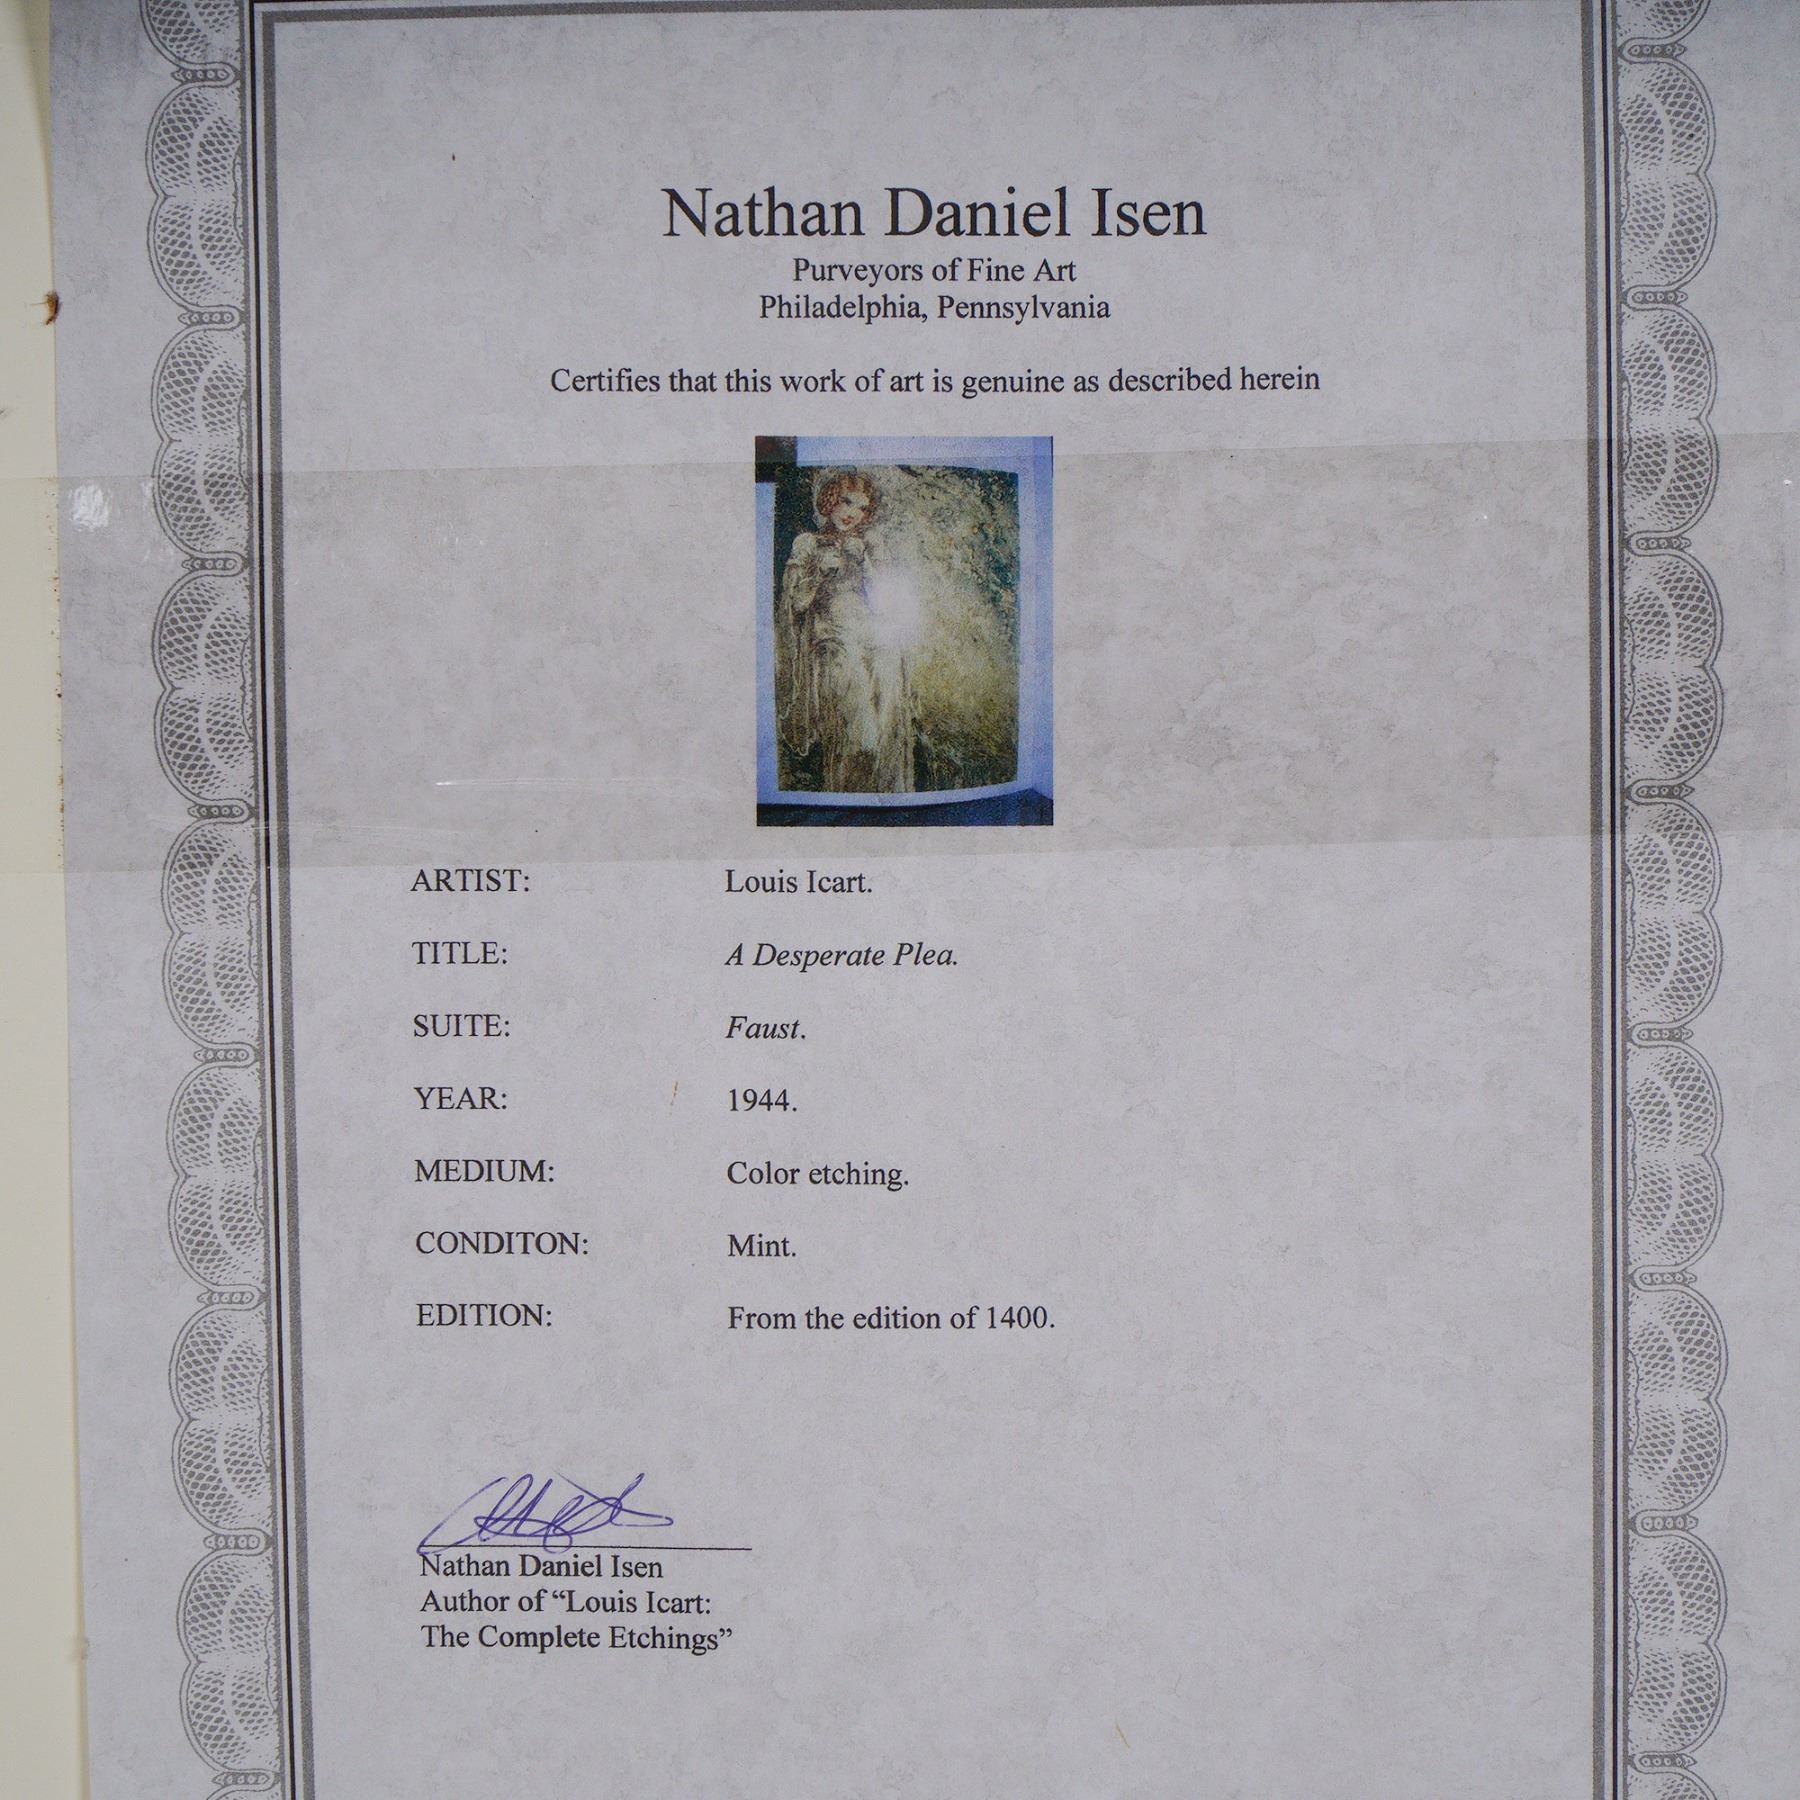 Nathan Daniel Isen
Purveyors of Fine Art
Philadelphia, Pennsylvania
Certifies that this work of art is genuine as described herein
ARTIST: Louis Icart.
TITLE: A Desperate Plea.
SUITE: Faust.
YEAR: 1944.
MEDIUM: Color etching.
CONDITON: Mint.
EDITION: From the edition of 1400.
Nathan Daniel Isen
Author of “Louis Icart:
The Complete Etchings”